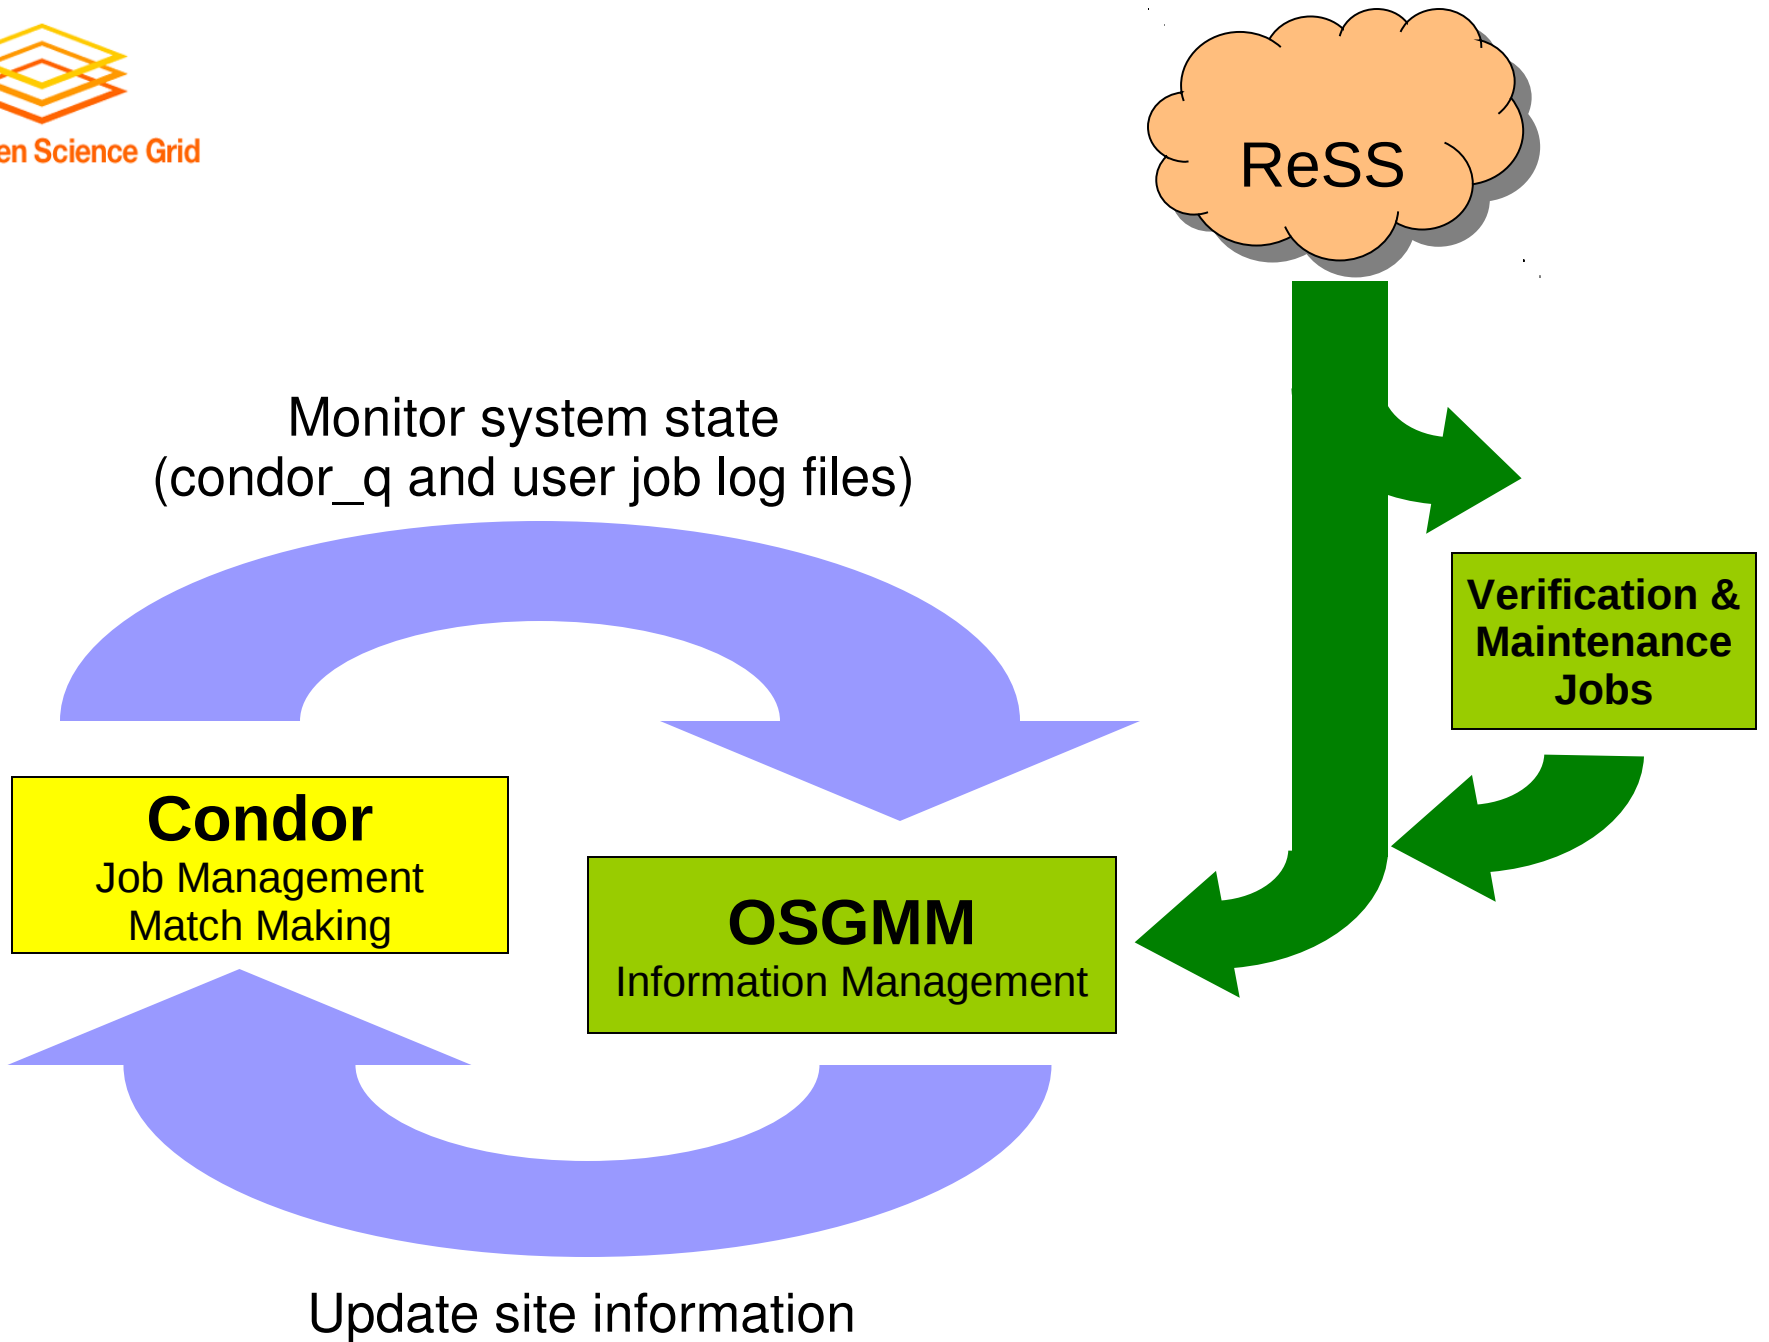 en Science Grid
ReSS
Monitor system state
(condor_q and user job log files)
Verification &
Maintenance
Jobs
Condor
Job Management
Match Making
OSGMM
Information Management
Update site information